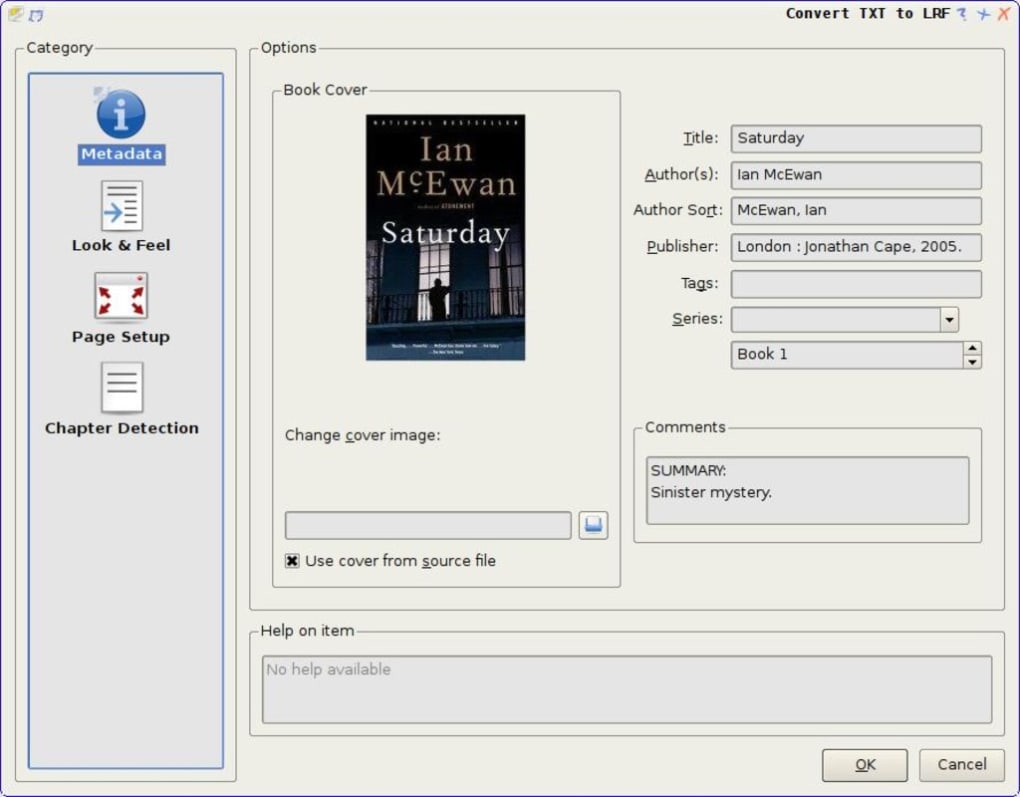 Convert TXT to LRF
Category
Metadata
Look & Feel
Page Setup
Chapter Detection
Options
Book Cover
NATIONAL BESTSELLER
Ian
McEwan
author of ATONEMENT
Saturday
Change cover image:
Use cover from source file
Title: Saturday
Author(s): Ian McEwan
Author Sort: McEwan, Ian
Publisher: London : Jonathan Cape, 2005.
Tags:
Series:
Book 1
Comments
SUMMARY:
Sinister mystery.
Help on item
No help available
OK
Cancel